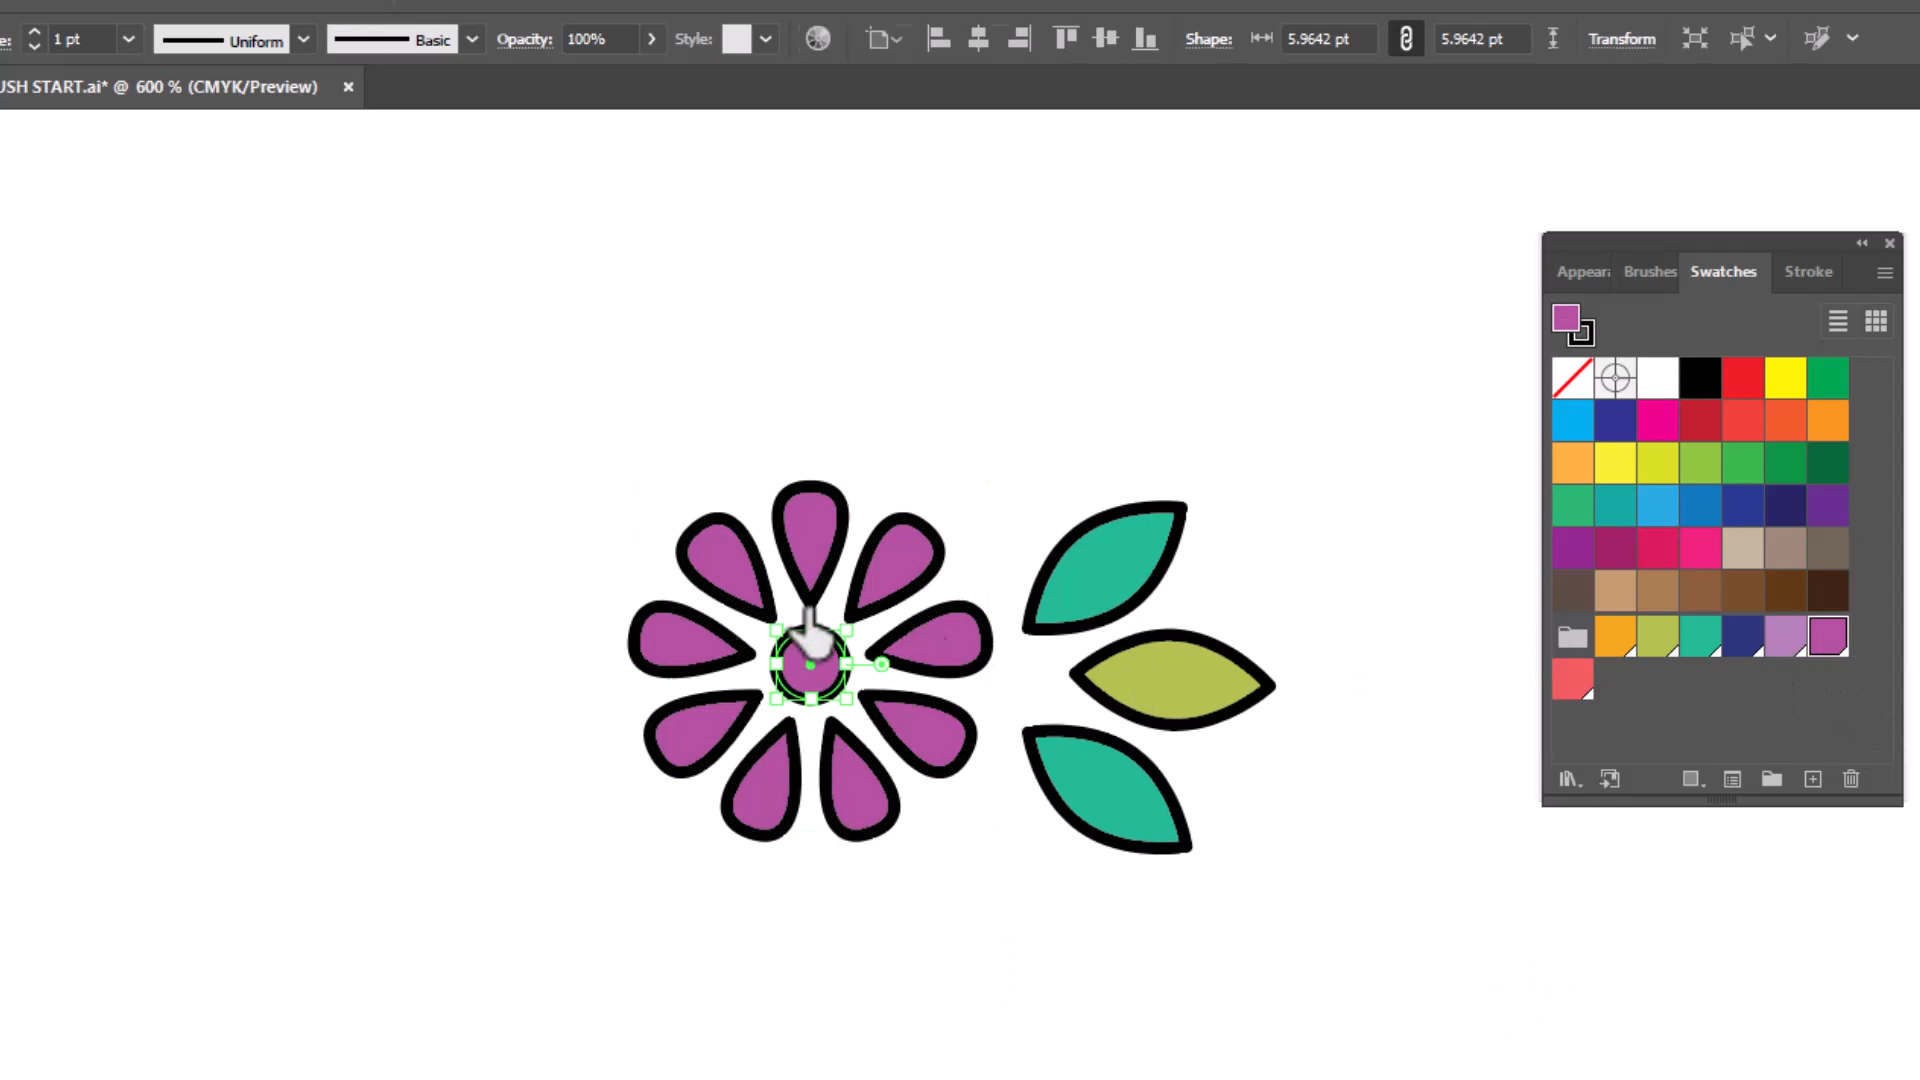 e: 1 pt Uniform Basic Opacity: 100% Style: Shape: 5.9642 pt 5.9642 pt Transform
USH START.ai* @ 600 % (CMYK/Preview)
Appear Brushes Swatches Stroke